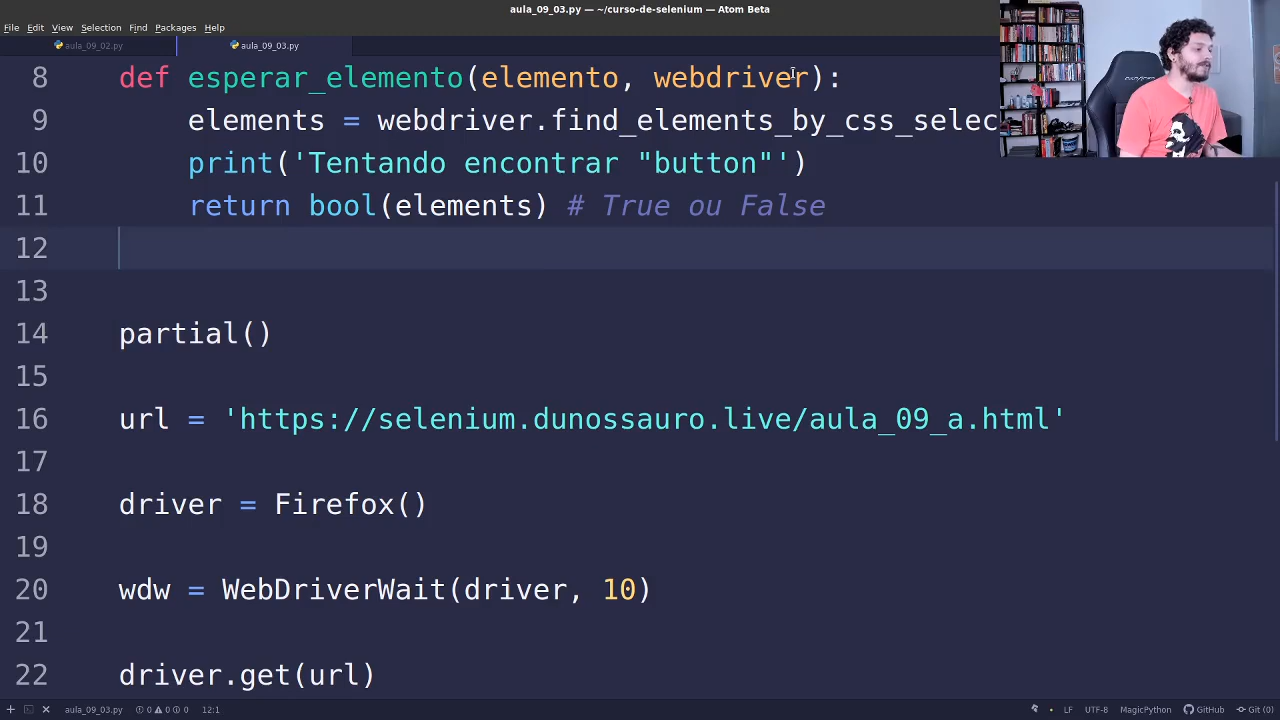 aula_09_03.py — ~/curso-de-selenium — Atom Beta
File Edit View Selection Find Packages Help
aula_09_02.py aula_09_03.py
8 def esperar_elemento(elemento, webdriver):
9 elements = webdriver.find_elements_by_css_selec
10 print('Tentando encontrar "button"')
11 return bool(elements) # True ou False
12
13
14 partial()
15
16 url = 'https://selenium.dunossauro.live/aula_09_a.html'
17
18 driver = Firefox()
19
20 wdw = WebDriverWait(driver, 10)
21
22 driver.get(url)
aula_09_03.py 0 0 0 12:1 LF UTF-8 MagicPython GitHub Git (0)